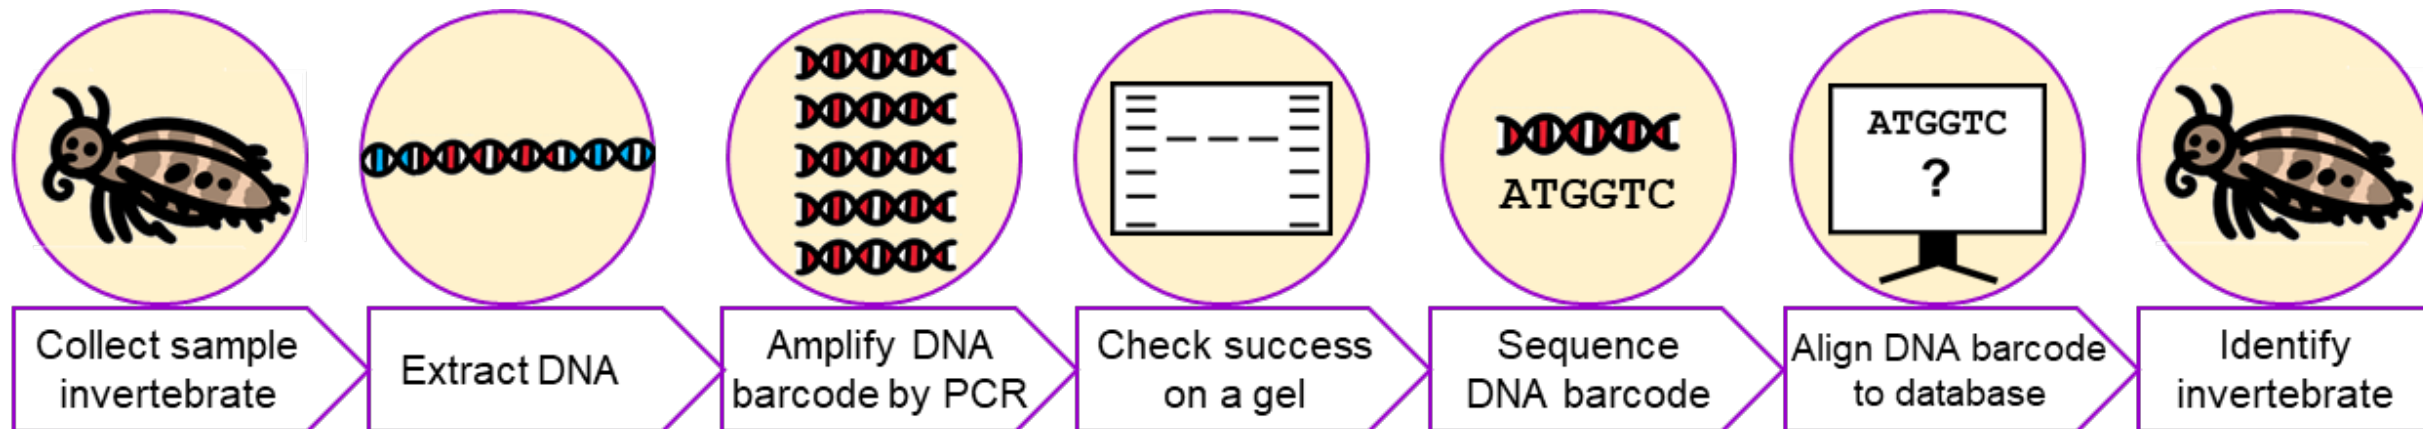 ATGGTC
ATGGTC
?
Collect sample
invertebrate
Extract DNA
Amplify DNA
barcode by PCR
Check success
on a gel
Sequence
DNA barcode
Align DNA barcode
to database
Identify
invertebrate